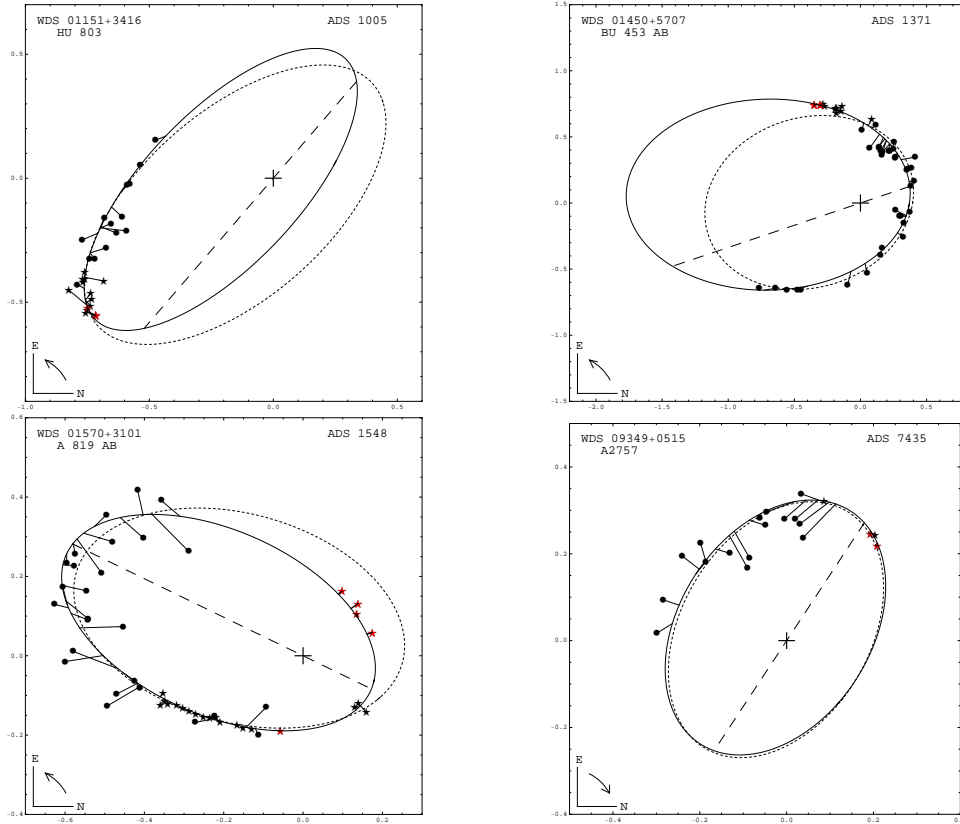 WDS 01151+3416 ADS 1005
HU 803
0.5
0.0
-0.5
E
N
-1.0 -0.5 0.0 0.5
WDS 01450+5707 ADS 1371
BU 453 AB
1.5
1.0
0.5
0.0
-0.5
-1.0
-1.5
E
N
-2.0 -1.5 -1.0 -0.5 0.0 0.5
WDS 01570+3101 ADS 1548
A 819 AB
0.6
0.4
0.2
0.0
-0.2
-0.4
E
N
-0.6 -0.4 -0.2 0.0 0.2
WDS 09349+0515 ADS 7435
A2757
0.4
0.2
0.0
-0.2
-0.4
E
N
-0.4 -0.2 0.0 0.2